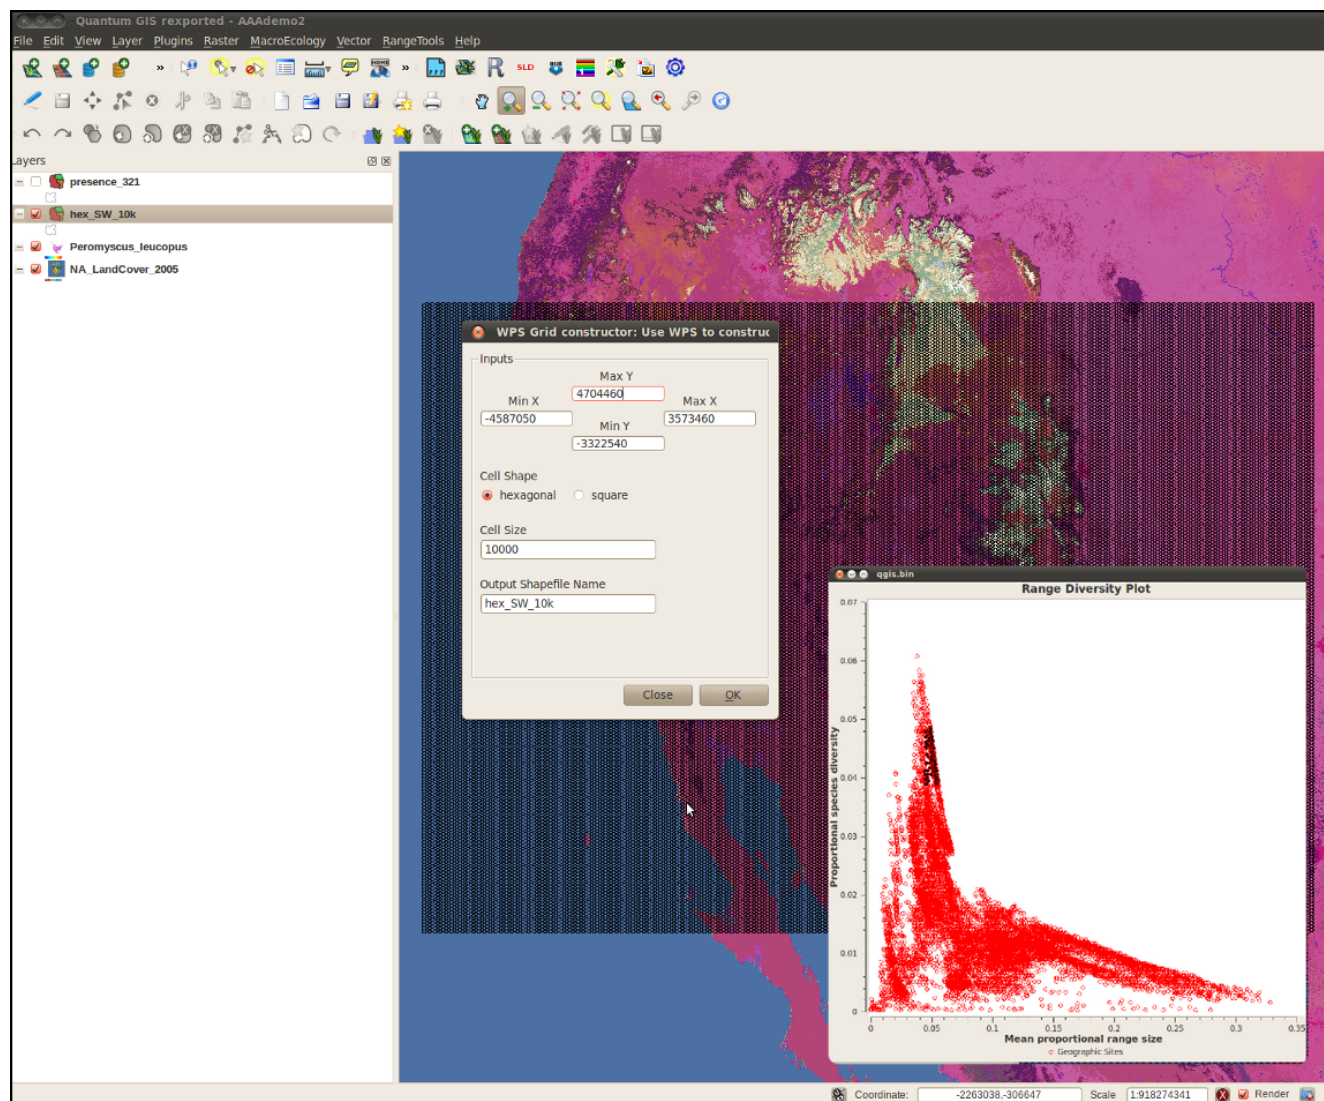 Quantum GIS rexported - AAAdemo2
File Edit View Layer Plugins Raster MacroEcology Vector RangeTools Help
» » R SLD
ayers
presence_321
hex_SW_10k
Peromyscus_leucopus
NA_LandCover_2005
WPS Grid constructor: Use WPS to construc
Inputs
Max Y
4704460
Min X Max X
-4587050 3573460
Min Y
-3322540
Cell Shape
hexagonal square
Cell Size
10000
Output Shapefile Name
hex_SW_10k
Close OK
qgis.bin
Range Diversity Plot
Proportional species diversity
0.07
0.06
0.05
0.04
0.03
0.02
0.01
0
0 0.05 0.1 0.15 0.2 0.25 0.3 0.35
Mean proportional range size
Geographic Sites
Coordinate: -2263038,-306647 Scale 1:918274341 Render